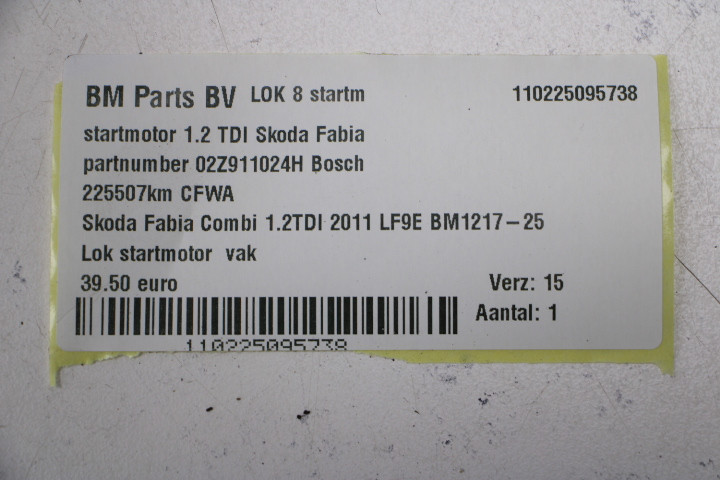 BM Parts BV LOK 8 startm 110225095738
startmotor 1.2 TDI Skoda Fabia
partnumber 02Z911024H Bosch
225507km CFWA
Skoda Fabia Combi 1.2TDI 2011 LF9E BM1217-25
Lok startmotor vak
39.50 euro Verz: 15
Aantal: 1
110225095738